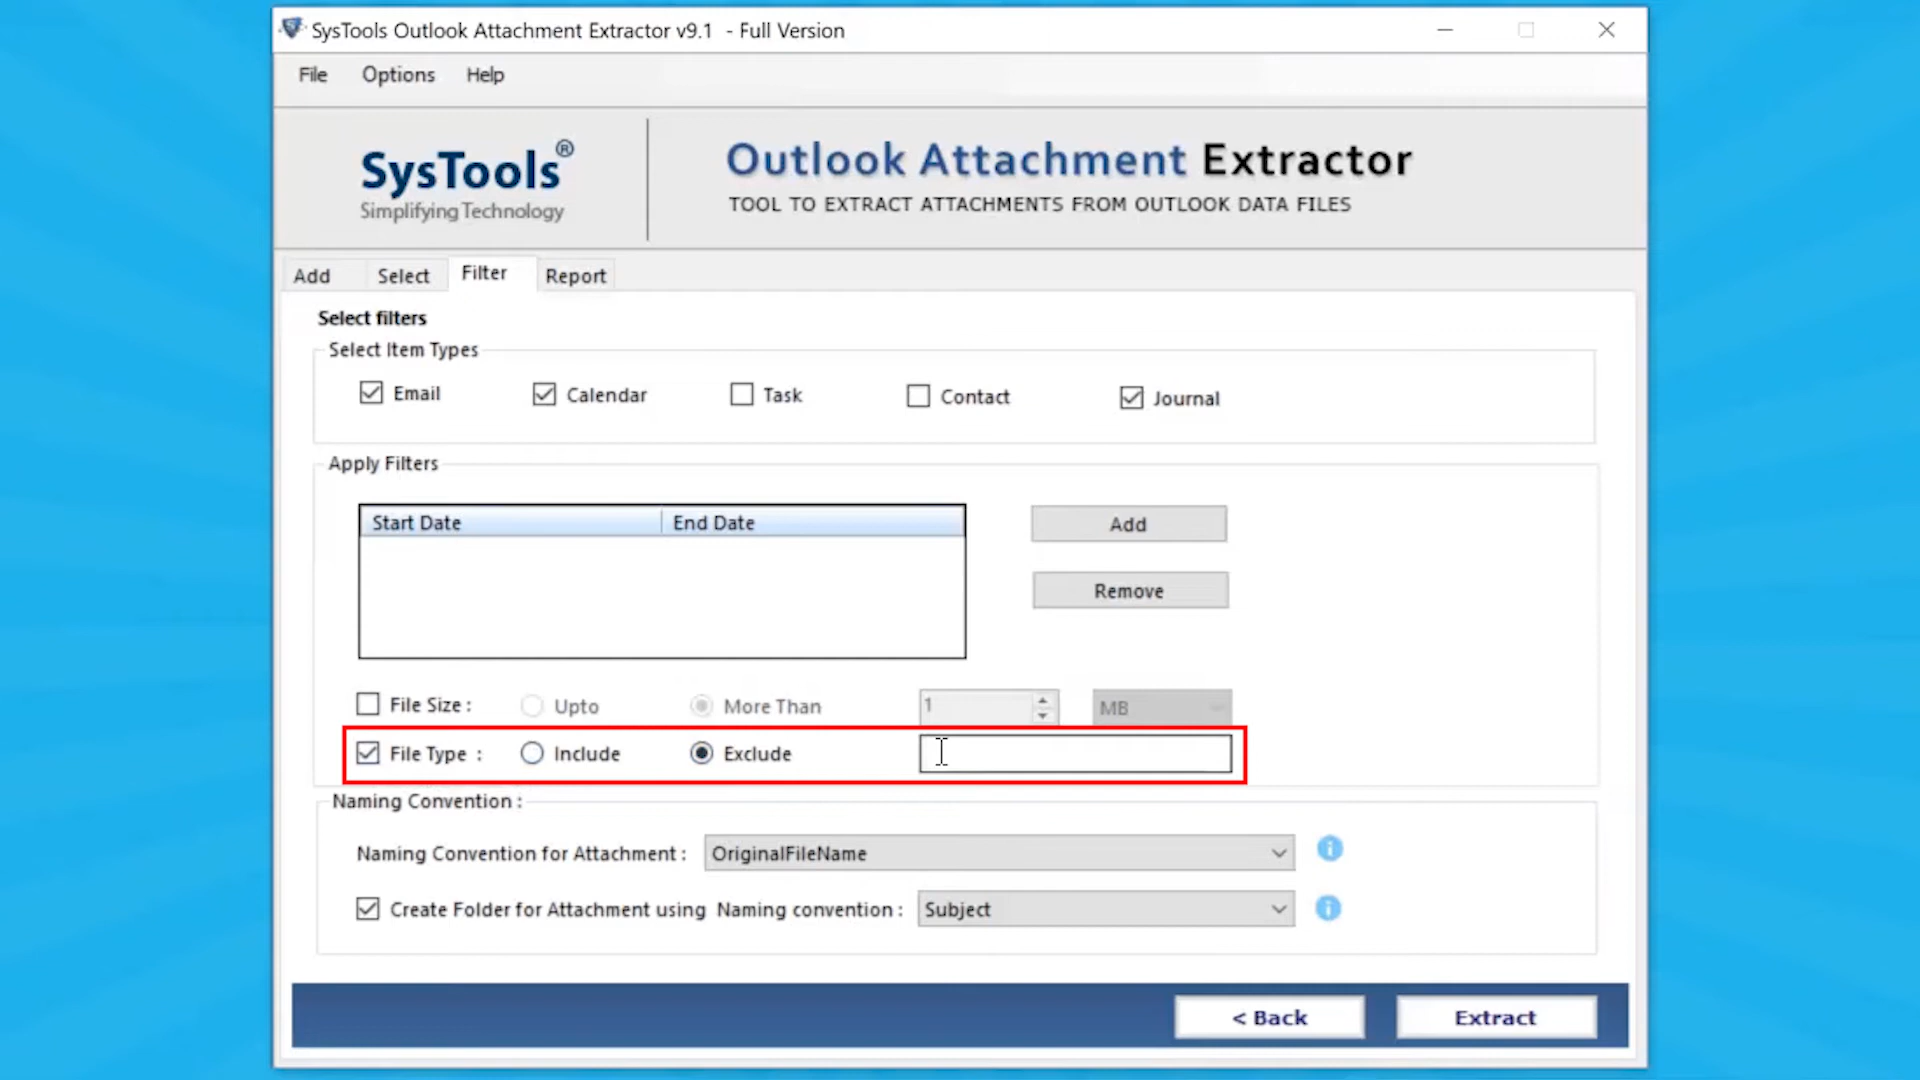 SysTools Outlook Attachment Extractor v9.1 - Full Version
File Options Help
SysTools®
Simplifying Technology
Outlook Attachment Extractor
TOOL TO EXTRACT ATTACHMENTS FROM OUTLOOK DATA FILES
Add Select Filter Report
Select filters
Select Item Types
Email Calendar Task Contact Journal
Apply Filters
Start Date End Date
Add
Remove
File Size : Upto More Than 1 MB
File Type : Include Exclude
Naming Convention :
Naming Convention for Attachment : OriginalFileName
Create Folder for Attachment using Naming convention : Subject
< Back Extract